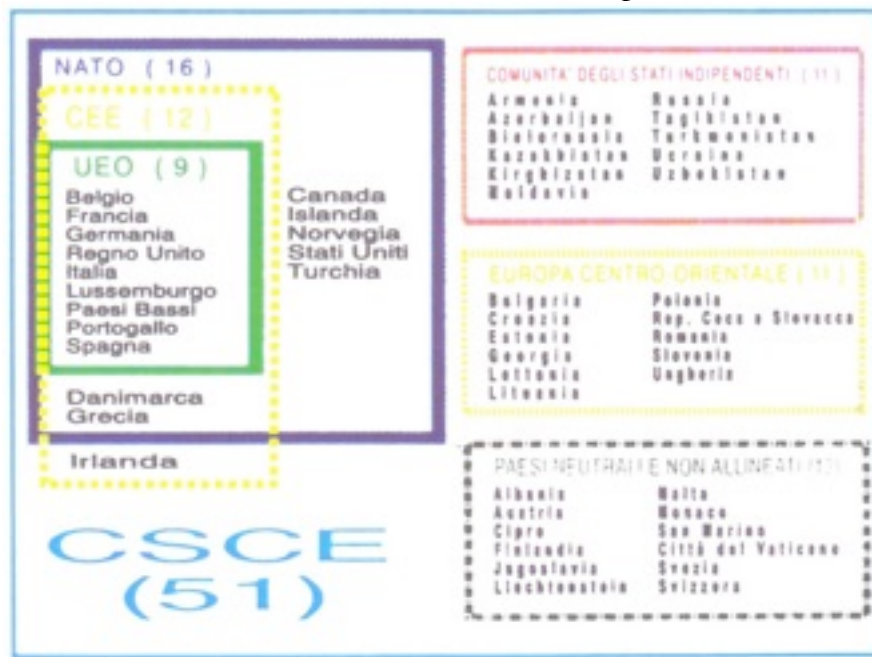 NATO ( 16 )
CEE ( 12 )
UEO ( 9 )
Belgio
Francia
Germania
Regno Unito
Italia
Lussemburgo
Paesi Bassi
Portogallo
Spagna
Canada
Islanda
Norvegia
Stati Uniti
Turchia
Danimarca
Grecia
Irlanda
CSCE
(51)
COMUNITA' DEGLI STATI INDIPENDENTI ( 11 )
Armenia Russia
Azerbaijan Tagikistan
Bielorussia Turkmenistan
Kazakhistan Ucraina
Kirghizstan Uzbekistan
Moldavia
EUROPA CENTRO ORIENTALE ( 11 )
Bulgaria Polonia
Croazia Rep. Ceca e Slovacca
Estonia Romania
Georgia Slovenia
Lettonia Ungheria
Lituania
PAESI NEUTRALI E NON ALLINEATI (12)
Albania Malta
Austria Monaco
Cipro San Marino
Finlandia Città del Vaticano
Jugoslavia Svezia
Liechtenstein Svizzera